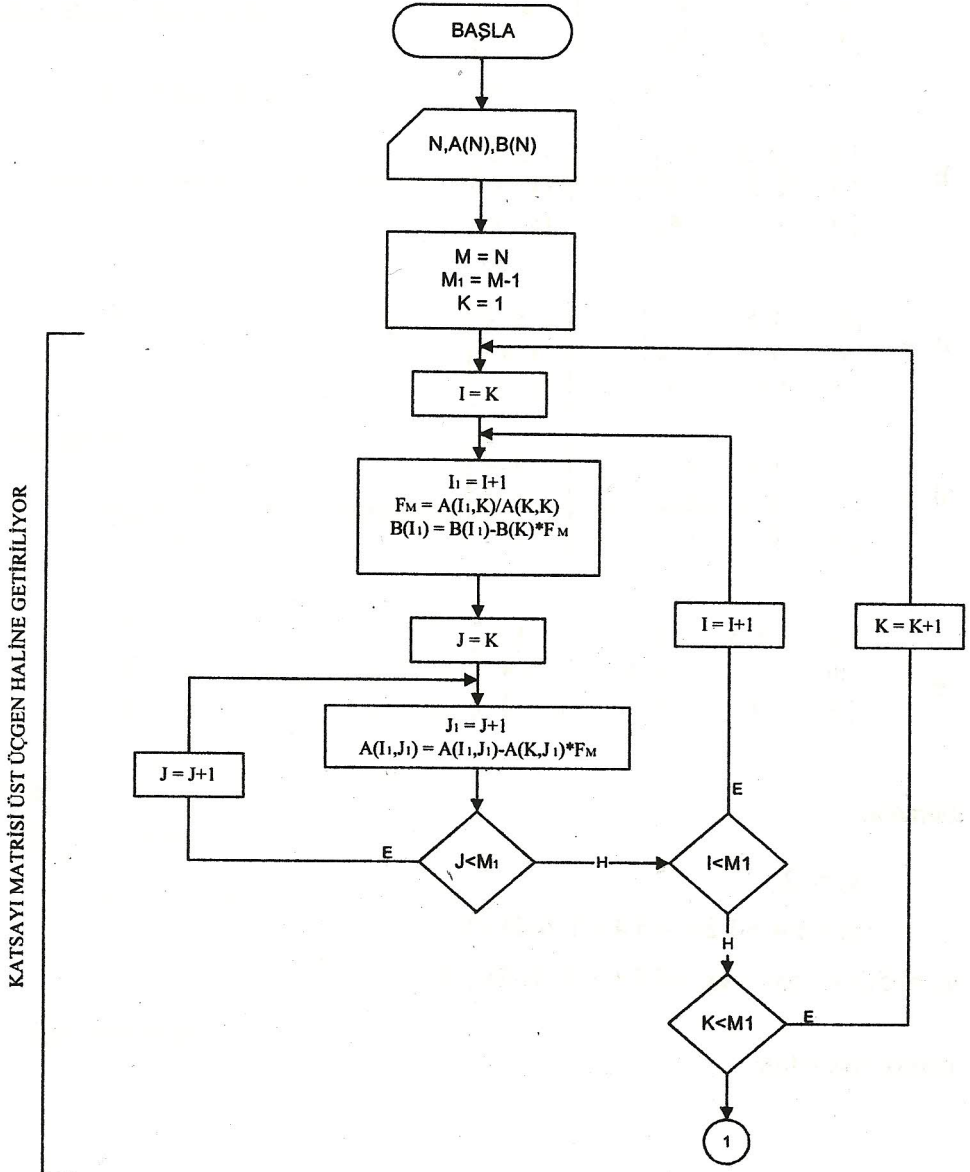 BAŞLA
N,A(N),B(N)
M = N
M1 = M-1
K = 1
I = K
I1 = I+1
FM = A(I1,K)/A(K,K)
B(I1) = B(I1)-B(K)*FM
J = K
J1 = J+1
A(I1,J1) = A(I1,J1)-A(K,J1)*FM
J = J+1
I = I+1
K = K+1
E
J<M1
H
E
I<M1
H
K<M1
E
1
KATSAYI MATRİSİ ÜST ÜÇGEN HALİNE GETİRİLİYOR